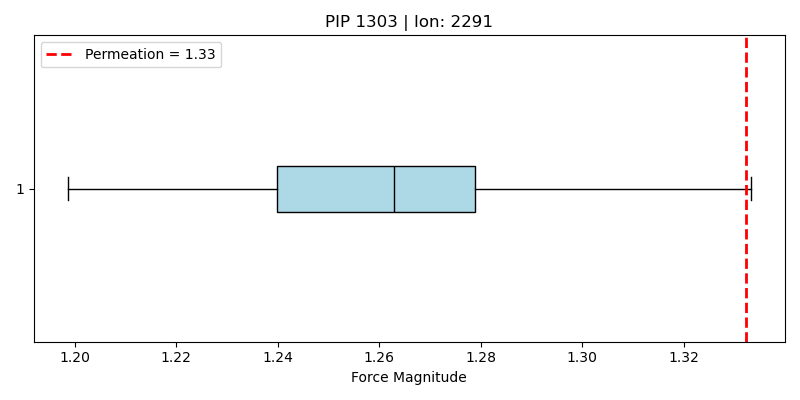 PIP 1303 | Ion: 2291
Permeation = 1.33
1
1.20 1.22 1.24 1.26 1.28 1.30 1.32
Force Magnitude